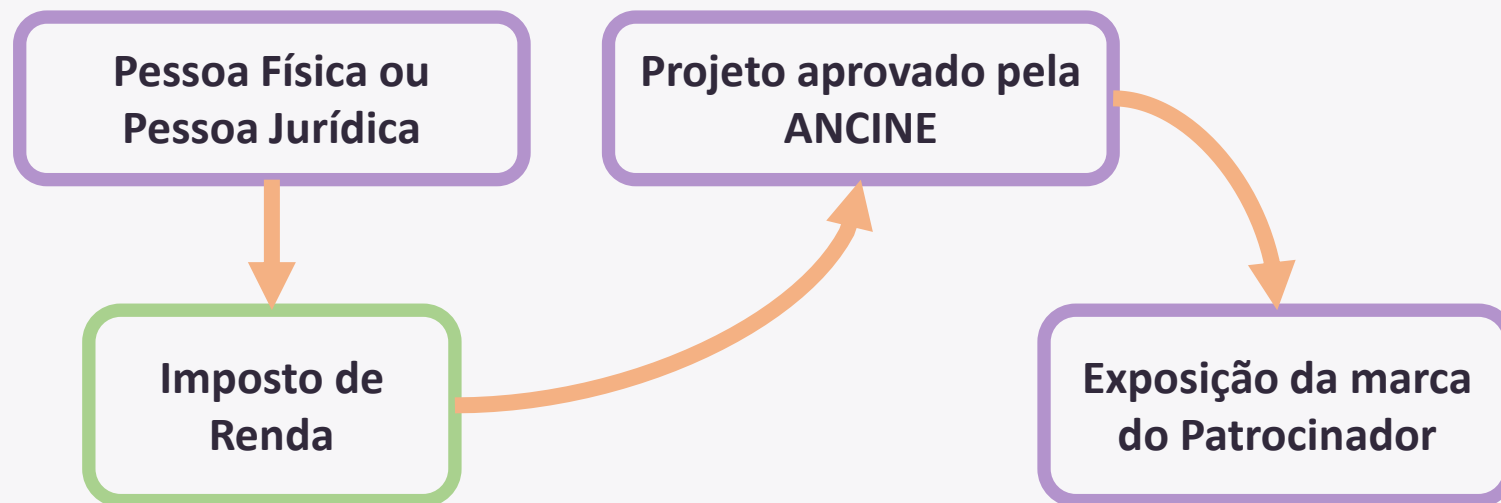 Pessoa Física ou
Pessoa Jurídica
Imposto de
Renda
Projeto aprovado pela
ANCINE
Exposição da marca
do Patrocinador